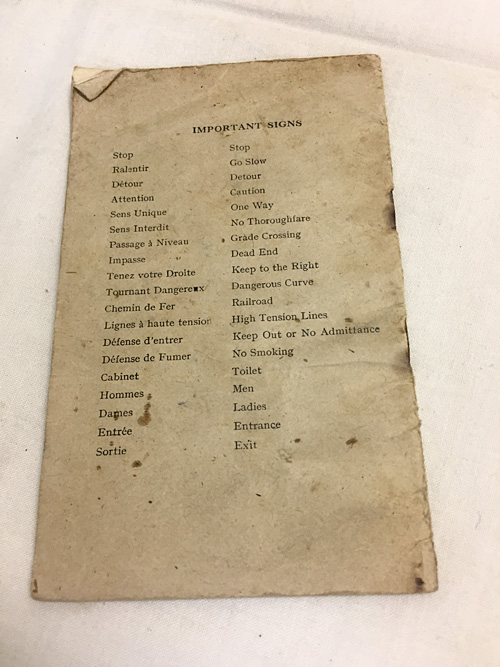 IMPORTANT SIGNS
Stop Stop
Ralentir Go Slow
Détour Detour
Attention Caution
Sens Unique One Way
Sens Interdit No Thoroughfare
Passage à Niveau Grade Crossing
Impasse Dead End
Tenez votre Droite Keep to the Right
Tournant Dangereux Dangerous Curve
Chemin de Fer Railroad
Lignes à haute tension High Tension Lines
Défense d'entrer Keep Out or No Admittance
Défense de Fumer No Smoking
Cabinet Toilet
Hommes Men
Dames Ladies
Entrée Entrance
Sortie Exit